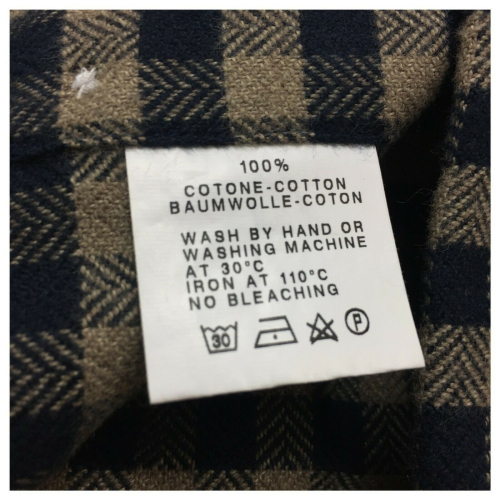 100%
COTONE-COTTON
BAUMWOLLE-COTON
WASH BY HAND OR
WASHING MACHINE
AT 30°C
IRON AT 110°C
NO BLEACHING
30 P